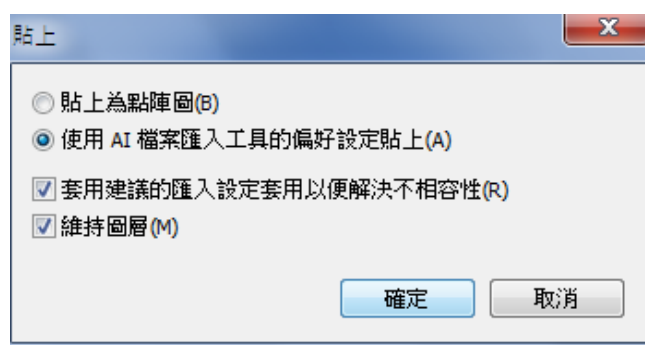 貼上
貼上為點陣圖(B)
使用 AI 檔案匯入工具的偏好設定貼上(A)
套用建議的匯入設定套用以便解決不相容性(R)
維持圖層(M)
確定 取消